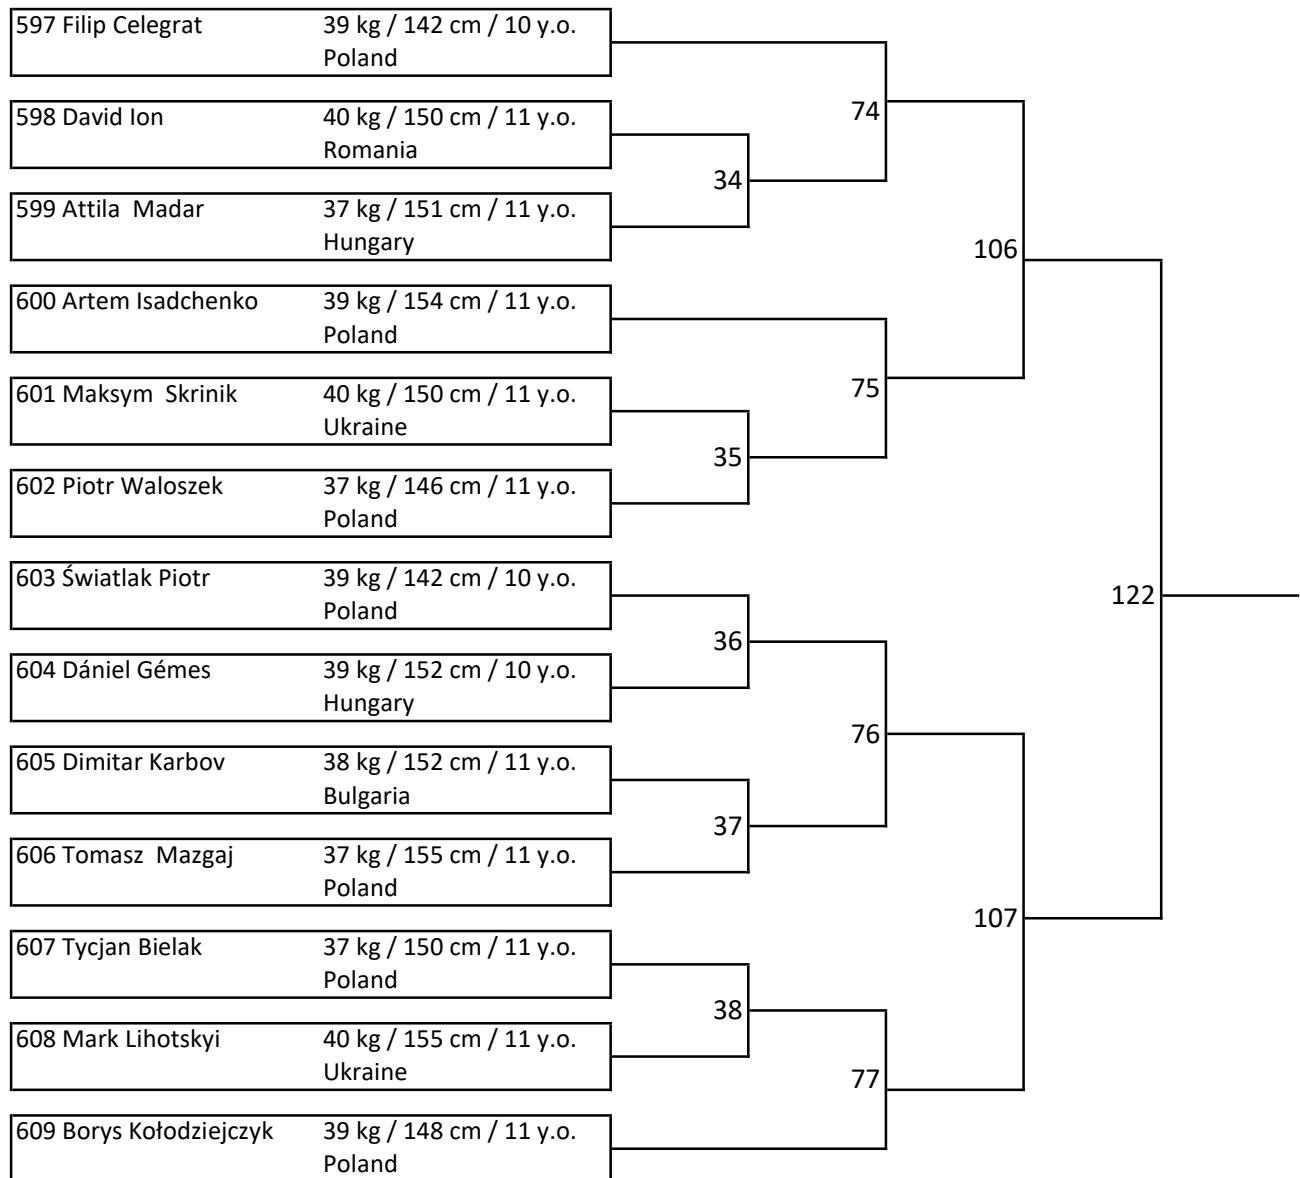 597 Filip Celegrat 39 kg / 142 cm / 10 y.o.
Poland
598 David Ion 40 kg / 150 cm / 11 y.o.
Romania
74
34
599 Attila  Madar 37 kg / 151 cm / 11 y.o.
Hungary
106
600 Artem Isadchenko 39 kg / 154 cm / 11 y.o.
Poland
601 Maksym  Skrinik 40 kg / 150 cm / 11 y.o.
Ukraine
75
35
602 Piotr Waloszek 37 kg / 146 cm / 11 y.o.
Poland
603 Światlak Piotr 39 kg / 142 cm / 10 y.o.
Poland
122
36
604 Dániel Gémes 39 kg / 152 cm / 10 y.o.
Hungary
76
605 Dimitar Karbov 38 kg / 152 cm / 11 y.o.
Bulgaria
37
606 Tomasz  Mazgaj 37 kg / 155 cm / 11 y.o.
Poland
107
607 Tycjan Bielak 37 kg / 150 cm / 11 y.o.
Poland
38
608 Mark Lihotskyi 40 kg / 155 cm / 11 y.o.
Ukraine
77
609 Borys Kołodziejczyk 39 kg / 148 cm / 11 y.o.
Poland